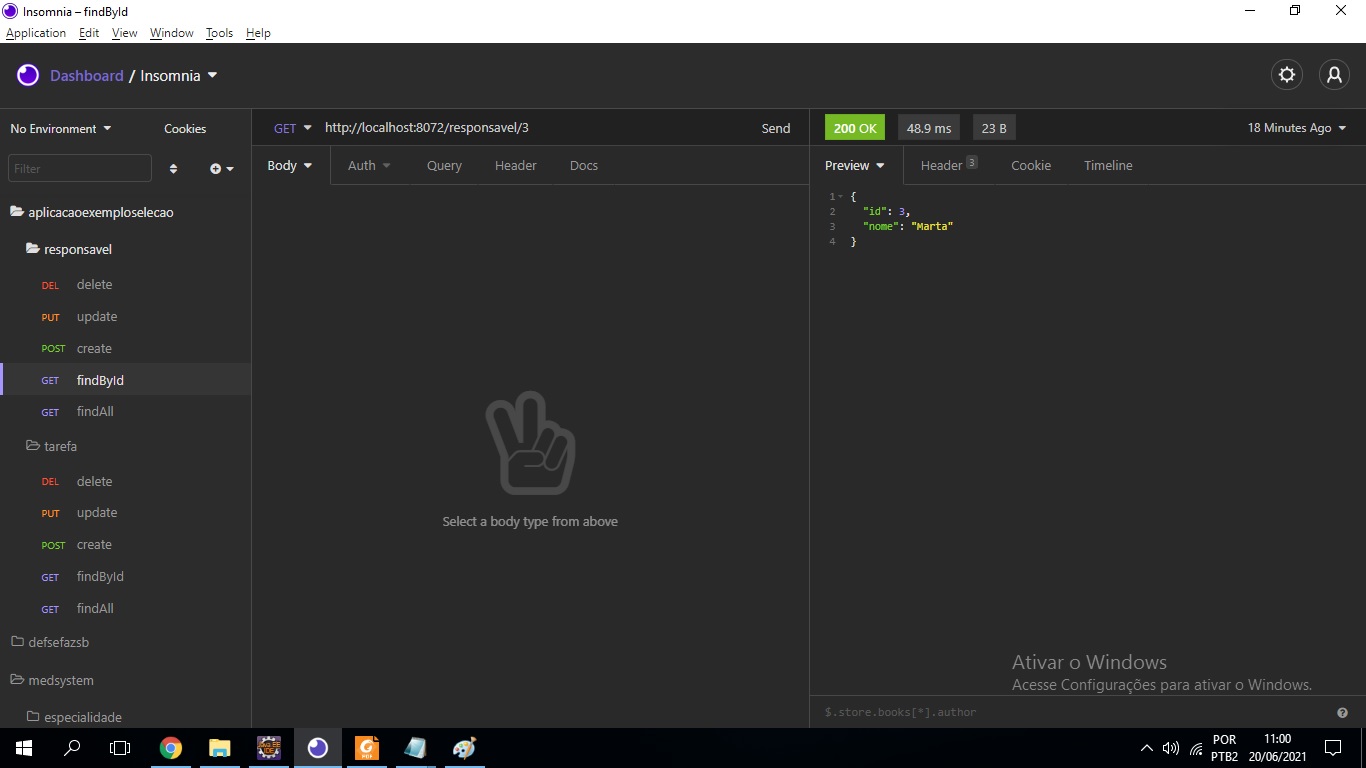 Insomnia – findById
Application Edit View Window Tools Help
Dashboard / Insomnia
No Environment Cookies
GET http://localhost:8072/responsavel/3 Send
200 OK 48.9 ms 23 B 18 Minutes Ago
Filter
Body Auth Query Header Docs
Preview Header 3 Cookie Timeline
aplicacaoexemploselecao
responsavel
DEL delete
PUT update
POST create
GET findById
GET findAll
tarefa
DEL delete
PUT update
POST create
GET findById
GET findAll
defsefazsb
medsystem
especialidade
Select a body type from above
1 {
2 "id": 3,
3 "nome": "Marta"
4 }
Ativar o Windows
Acesse Configurações para ativar o Windows.
$.store.books[*].author
POR
PTB2
11:00
20/06/2021